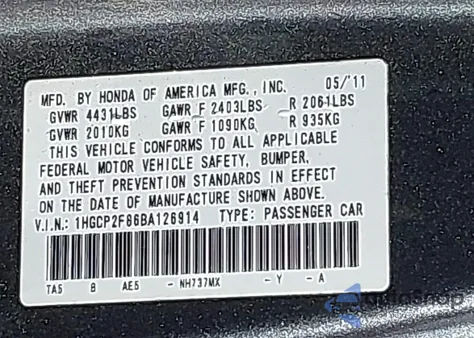 MFD. BY HONDA OF AMERICA MFG., INC. 05/'11
GVWR 4431LBS GAWR F 2403LBS R 2061LBS
GVWR 2010KG GAWR F 1090KG R 935KG
THIS VEHICLE CONFORMS TO ALL APPLICABLE
FEDERAL MOTOR VEHICLE SAFETY, BUMPER,
AND THEFT PREVENTION STANDARDS IN EFFECT
ON THE DATE OF MANUFACTURE SHOWN ABOVE.
V.I.N.: 1HGCP2F66BA126914 TYPE: PASSENGER CAR
TA5 B AE5 - NH737MX -Y -A
AutoSnap